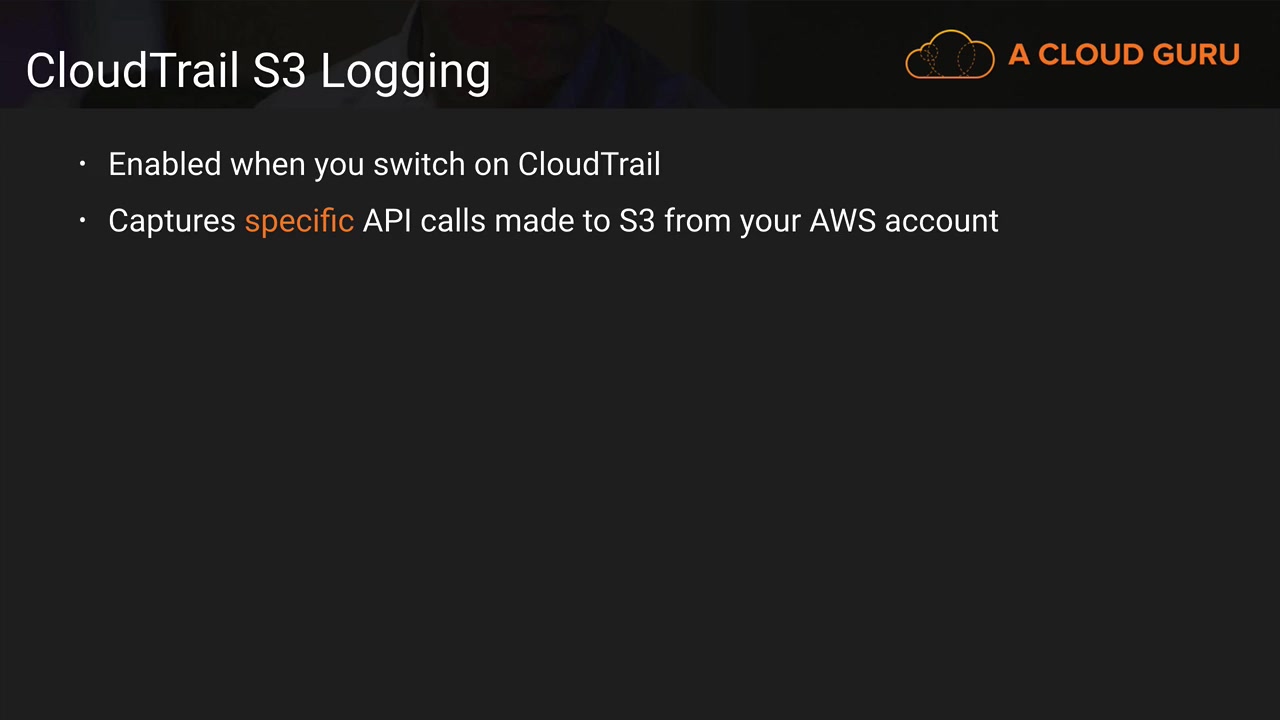 CloudTrail S3 Logging
A CLOUD GURU
• Enabled when you switch on CloudTrail
• Captures specific API calls made to S3 from your AWS account